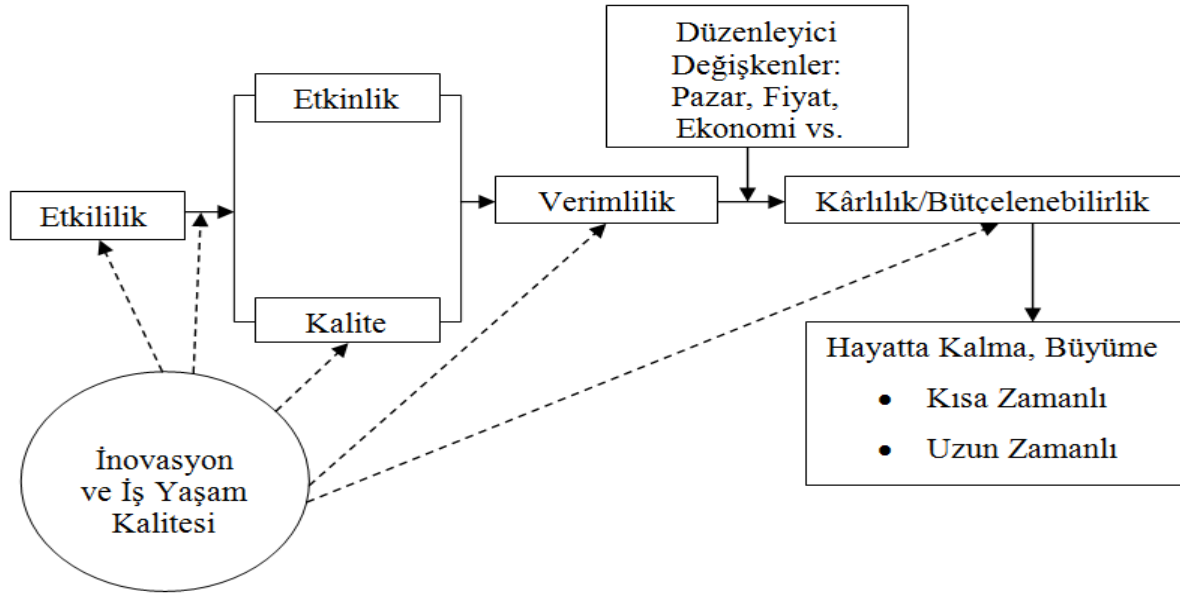 Düzenleyici
Değişkenler:
Pazar, Fiyat,
Ekonomi vs.
Etkinlik
Etkililik
Verimlilik
Kârlılık/Bütçelenebilirlik
Kalite
Hayatta Kalma, Büyüme
• Kısa Zamanlı
• Uzun Zamanlı
İnovasyon
ve İş Yaşam
Kalitesi